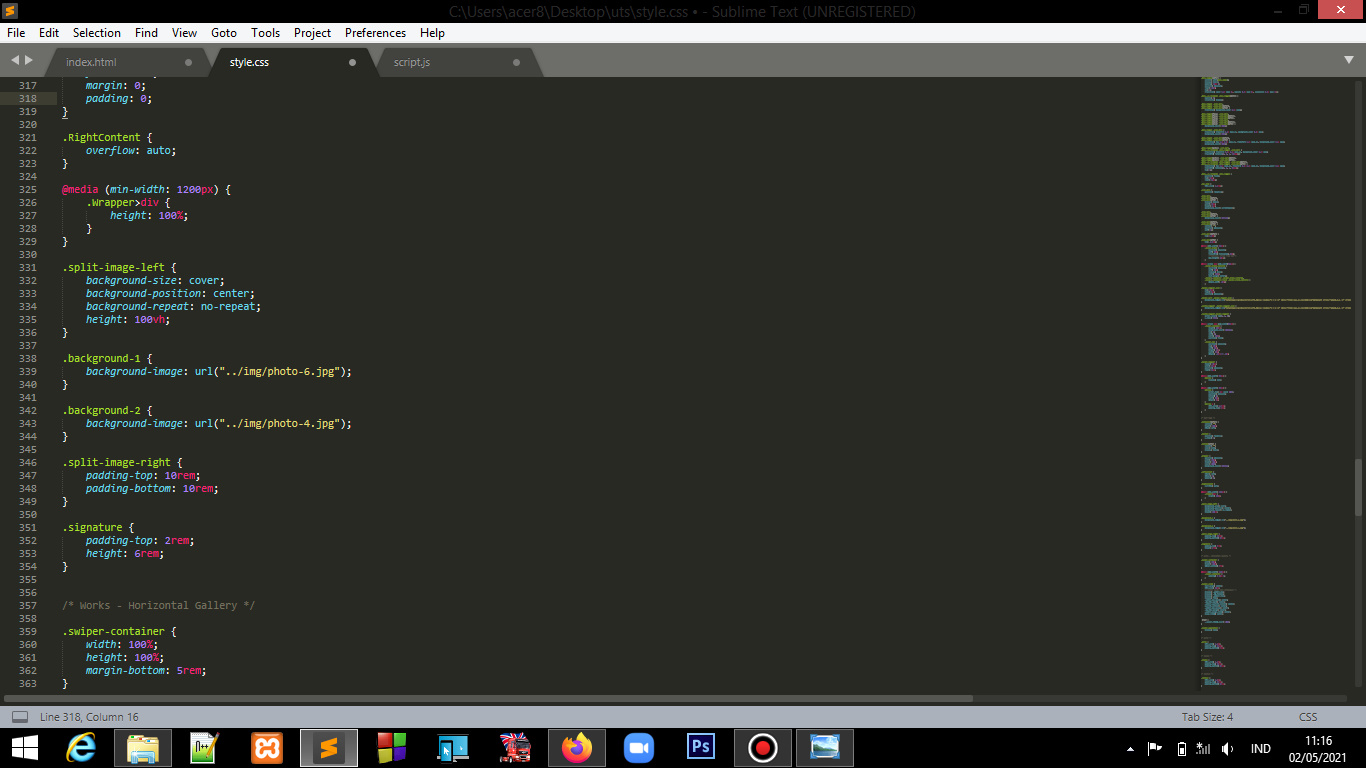 C:\Users\acer8\Desktop\uts\style.css • - Sublime Text (UNREGISTERED)
File Edit Selection Find View Goto Tools Project Preferences Help
index.html style.css script.js
317 margin: 0;
318 padding: 0;
319 }
320
321 .RightContent {
322 overflow: auto;
323 }
324
325 @media (min-width: 1200px) {
326 .Wrapper>div {
327 height: 100%;
328 }
329 }
330
331 .split-image-left {
332 background-size: cover;
333 background-position: center;
334 background-repeat: no-repeat;
335 height: 100vh;
336 }
337
338 .background-1 {
339 background-image: url("../img/photo-6.jpg");
340 }
341
342 .background-2 {
343 background-image: url("../img/photo-4.jpg");
344 }
345
346 .split-image-right {
347 padding-top: 10rem;
348 padding-bottom: 10rem;
349 }
350
351 .signature {
352 padding-top: 2rem;
353 height: 6rem;
354 }
355
356
357 /* Works - Horizontal Gallery */
358
359 .swiper-container {
360 width: 100%;
361 height: 100%;
362 margin-bottom: 5rem;
363 }
Line 318, Column 16 Tab Size: 4 CSS
Ps IND 11:16
02/05/2021